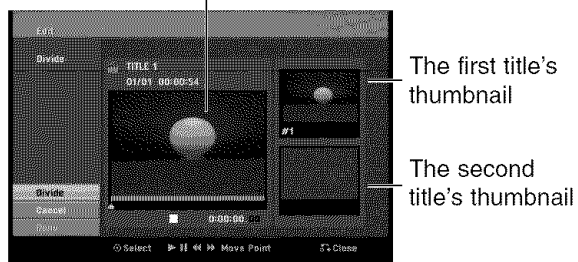 Edit
Divide
TITLE 1
01/01 00:00:54
#1
The first title's
thumbnail
The second
title's thumbnail
Divide
Cancel
Done
0:00:00
Select Move Point Close